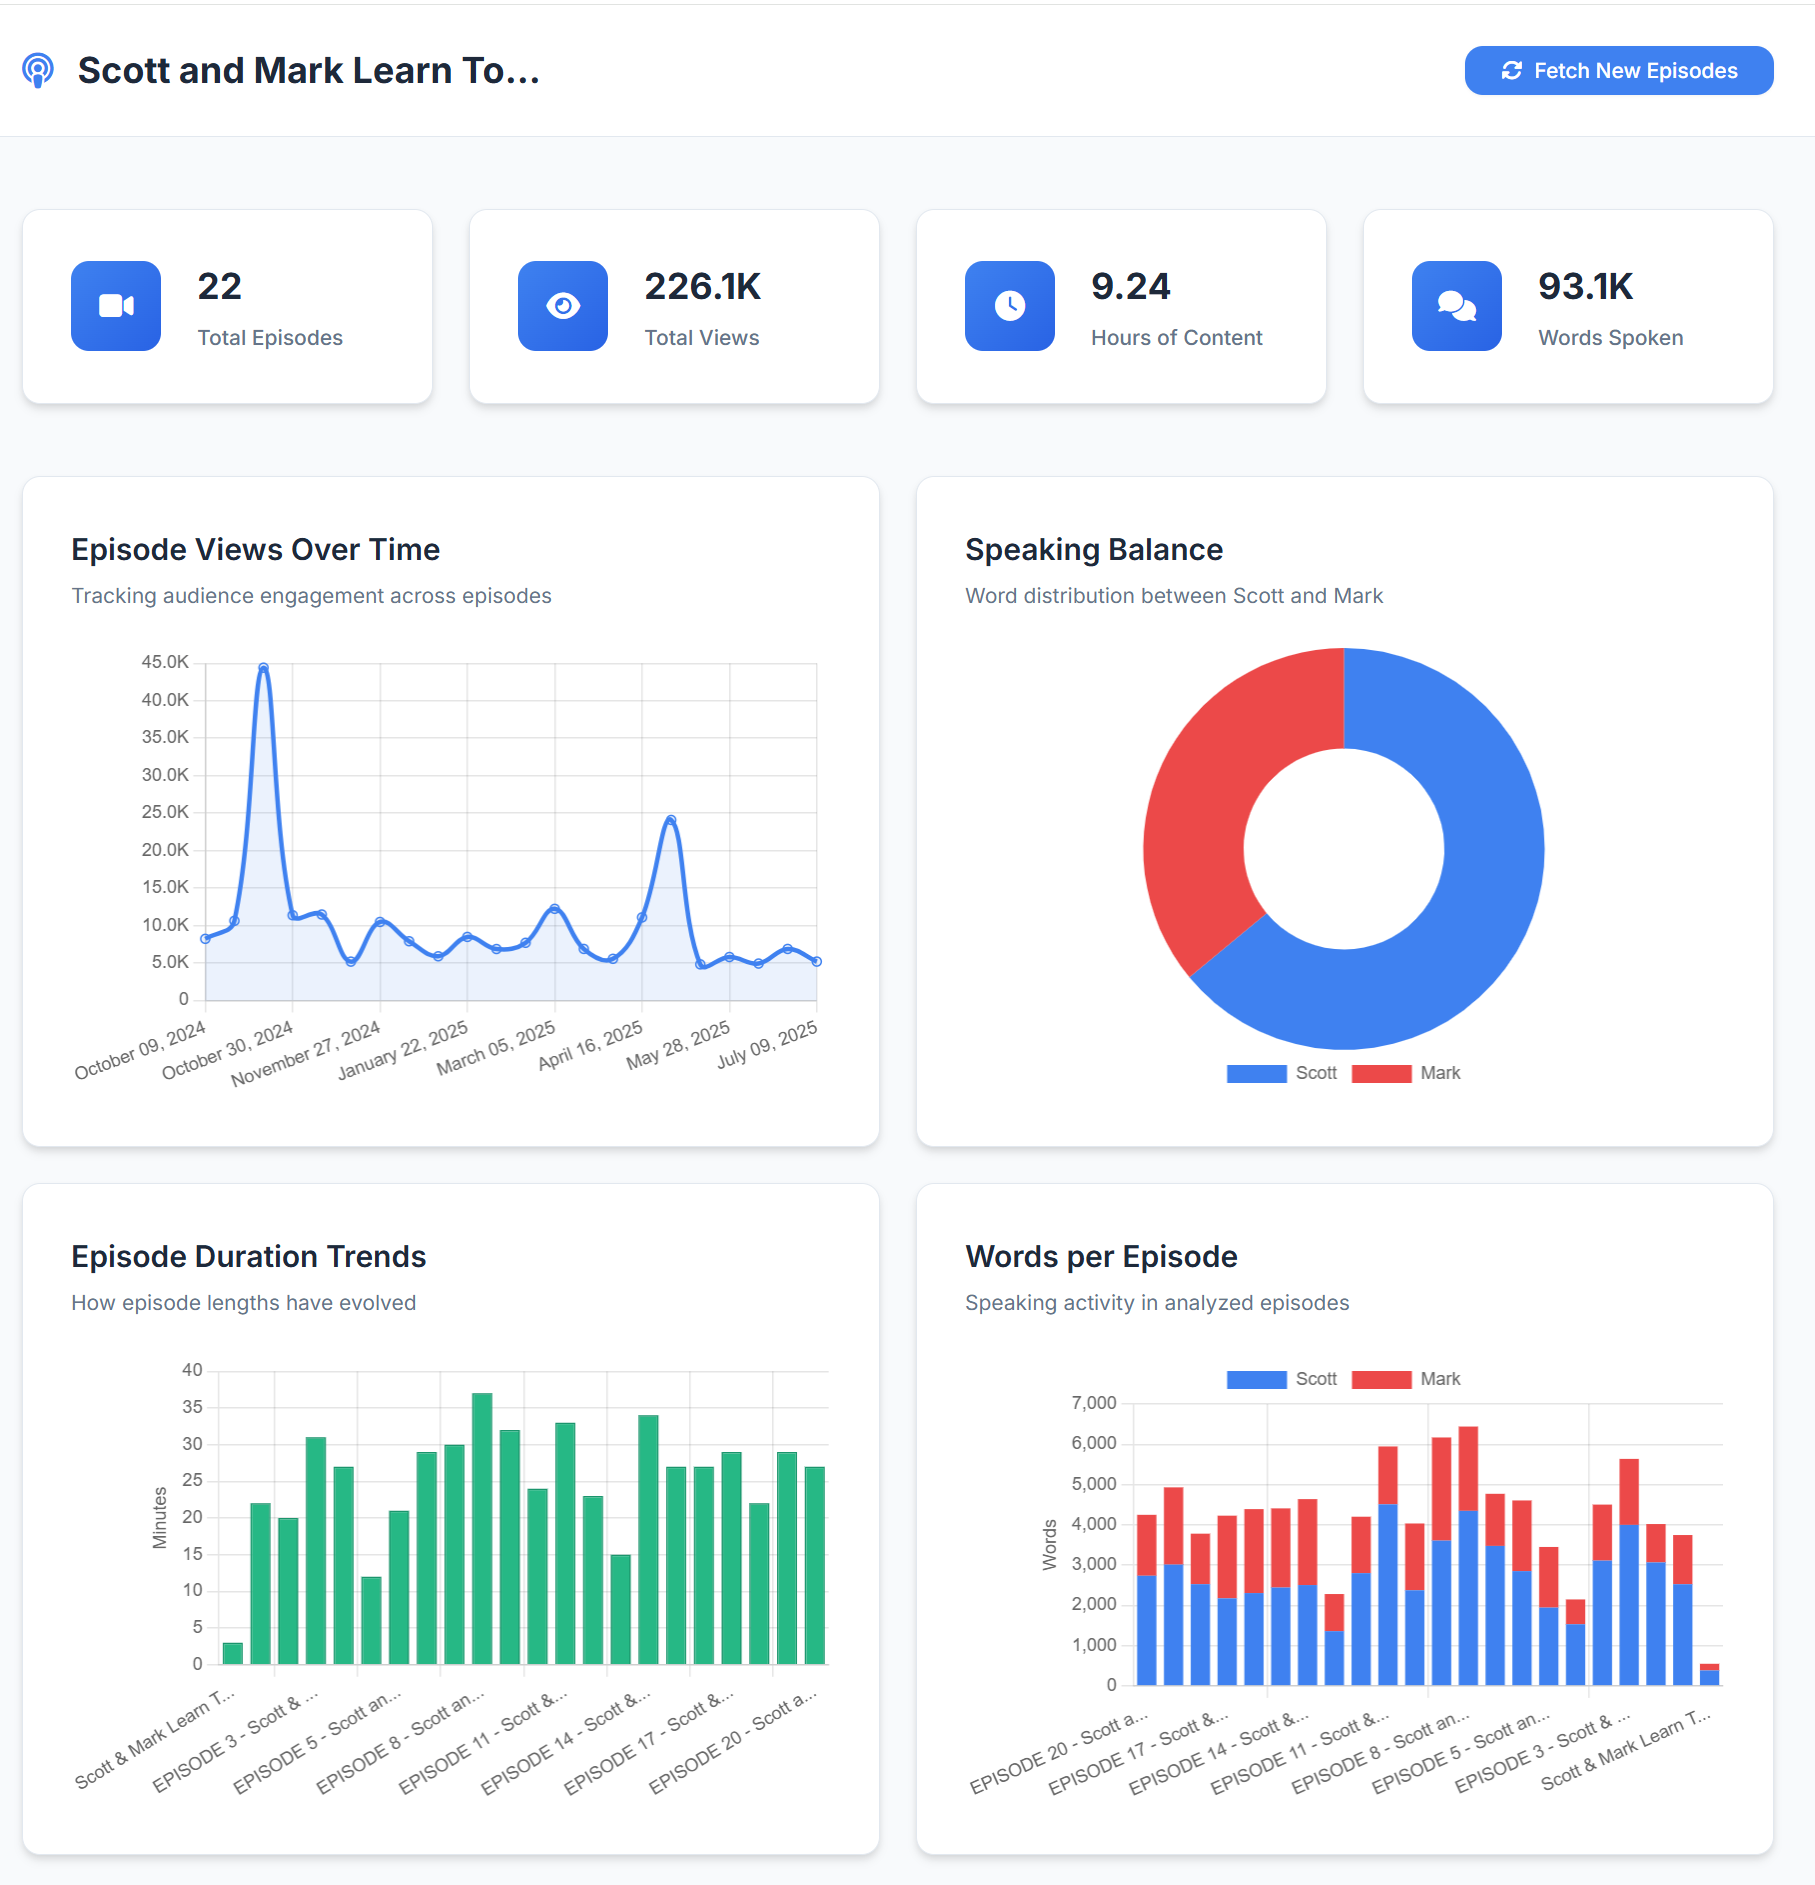 Scott and Mark Learn To...
Fetch New Episodes
22
Total Episodes
226.1K
Total Views
9.24
Hours of Content
93.1K
Words Spoken
Episode Views Over Time
Tracking audience engagement across episodes
45.0K
40.0K
35.0K
30.0K
25.0K
20.0K
15.0K
10.0K
5.0K
0
October 09, 2024
October 30, 2024
November 27, 2024
January 22, 2025
March 05, 2025
April 16, 2025
May 28, 2025
July 09, 2025
Speaking Balance
Word distribution between Scott and Mark
Scott
Mark
Episode Duration Trends
How episode lengths have evolved
40
35
30
25
20
15
10
5
0
Minutes
Scott & Mark Learn T...
EPISODE 3 - Scott & ...
EPISODE 5 - Scott an...
EPISODE 8 - Scott an...
EPISODE 11 - Scott &...
EPISODE 14 - Scott &...
EPISODE 17 - Scott &...
EPISODE 20 - Scott a...
Words per Episode
Speaking activity in analyzed episodes
Scott
Mark
7,000
6,000
5,000
4,000
3,000
2,000
1,000
0
Words
EPISODE 20 - Scott a...
EPISODE 17 - Scott &...
EPISODE 14 - Scott &...
EPISODE 11 - Scott &...
EPISODE 8 - Scott an...
EPISODE 5 - Scott an...
EPISODE 3 - Scott & ...
Scott & Mark Learn T...